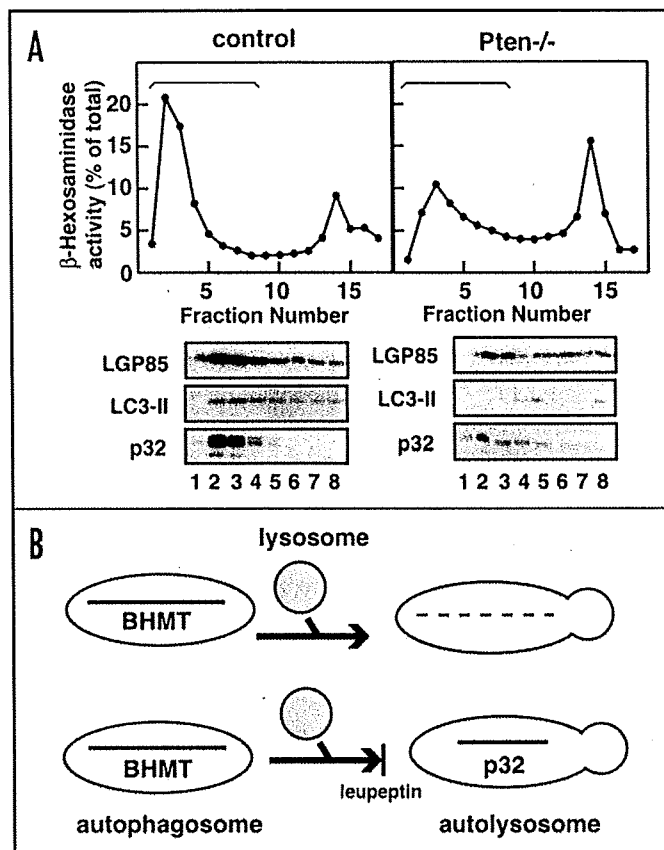 A
control
Pten-/-
β-Hexosaminidase
activity (% of total)
20
15
10
5
0
5 10 15
5 10 15
Fraction Number
Fraction Number
LGP85
LC3-II
p32
1 2 3 4 5 6 7 8
LGP85
LC3-II
p32
1 2 3 4 5 6 7 8
B
lysosome
BHMT
BHMT
leupeptin
p32
autophagosome
autolysosome